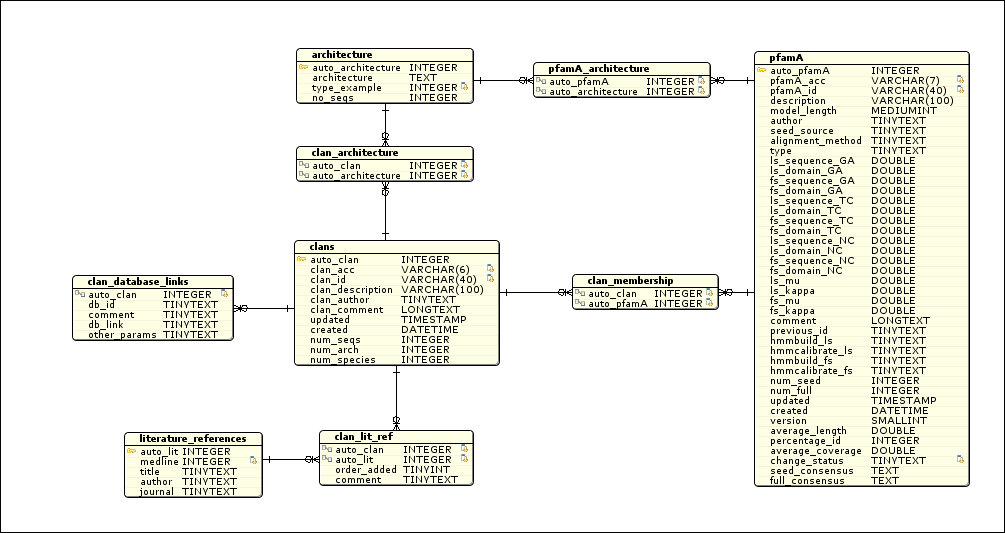 architecture
auto_architecture INTEGER
architecture TEXT
type_example INTEGER
no_seqs INTEGER
pfamA_architecture
auto_pfamA INTEGER
auto_architecture INTEGER
pfamA
auto_pfamA INTEGER
pfamA_acc VARCHAR(7)
pfamA_id VARCHAR(40)
description VARCHAR(100)
model_length MEDIUMINT
author TINYTEXT
seed_source TINYTEXT
alignment_method TINYTEXT
type TINYTEXT
ls_sequence_GA DOUBLE
ls_domain_GA DOUBLE
fs_sequence_GA DOUBLE
fs_domain_GA DOUBLE
ls_sequence_TC DOUBLE
ls_domain_TC DOUBLE
fs_sequence_TC DOUBLE
fs_domain_TC DOUBLE
ls_sequence_NC DOUBLE
ls_domain_NC DOUBLE
fs_sequence_NC DOUBLE
fs_domain_NC DOUBLE
ls_mu DOUBLE
ls_kappa DOUBLE
fs_mu DOUBLE
fs_kappa DOUBLE
comment LONGTEXT
previous_id TINYTEXT
hmmbuild_ls TINYTEXT
hmmcalibrate_ls TINYTEXT
hmmbuild_fs TINYTEXT
hmmcalibrate_fs TINYTEXT
num_seed INTEGER
num_full INTEGER
updated TIMESTAMP
created DATETIME
version SMALLINT
average_length DOUBLE
percentage_id INTEGER
average_coverage DOUBLE
change_status TINYTEXT
seed_consensus TEXT
full_consensus TEXT
clan_architecture
auto_clan INTEGER
auto_architecture INTEGER
clans
auto_clan INTEGER
clan_acc VARCHAR(6)
clan_id VARCHAR(40)
clan_description VARCHAR(100)
clan_author TINYTEXT
clan_comment LONGTEXT
updated TIMESTAMP
created DATETIME
num_seqs INTEGER
num_arch INTEGER
num_species INTEGER
clan_database_links
auto_clan INTEGER
db_id TINYTEXT
comment TINYTEXT
db_link TINYTEXT
other_params TINYTEXT
clan_membership
auto_clan INTEGER
auto_pfamA INTEGER
literature_references
auto_lit INTEGER
medline INTEGER
title TINYTEXT
author TINYTEXT
journal TINYTEXT
clan_lit_ref
auto_clan INTEGER
auto_lit INTEGER
order_added TINYINT
comment TINYTEXT